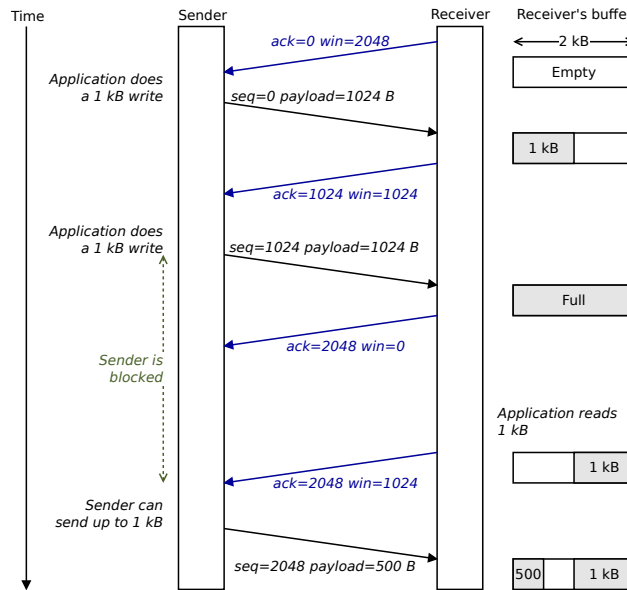 Time
Sender
Receiver
Receiver's buffe
2 kB
ack=0 win=2048
Empty
Application does
a 1 kB write
seq=0 payload=1024 B
1 kB
ack=1024 win=1024
Application does
a 1 kB write
seq=1024 payload=1024 B
Full
ack=2048 win=0
Sender is
blocked
Application reads
1 kB
1 kB
ack=2048 win=1024
Sender can
send up to 1 kB
seq=2048 payload=500 B
500
1 kB